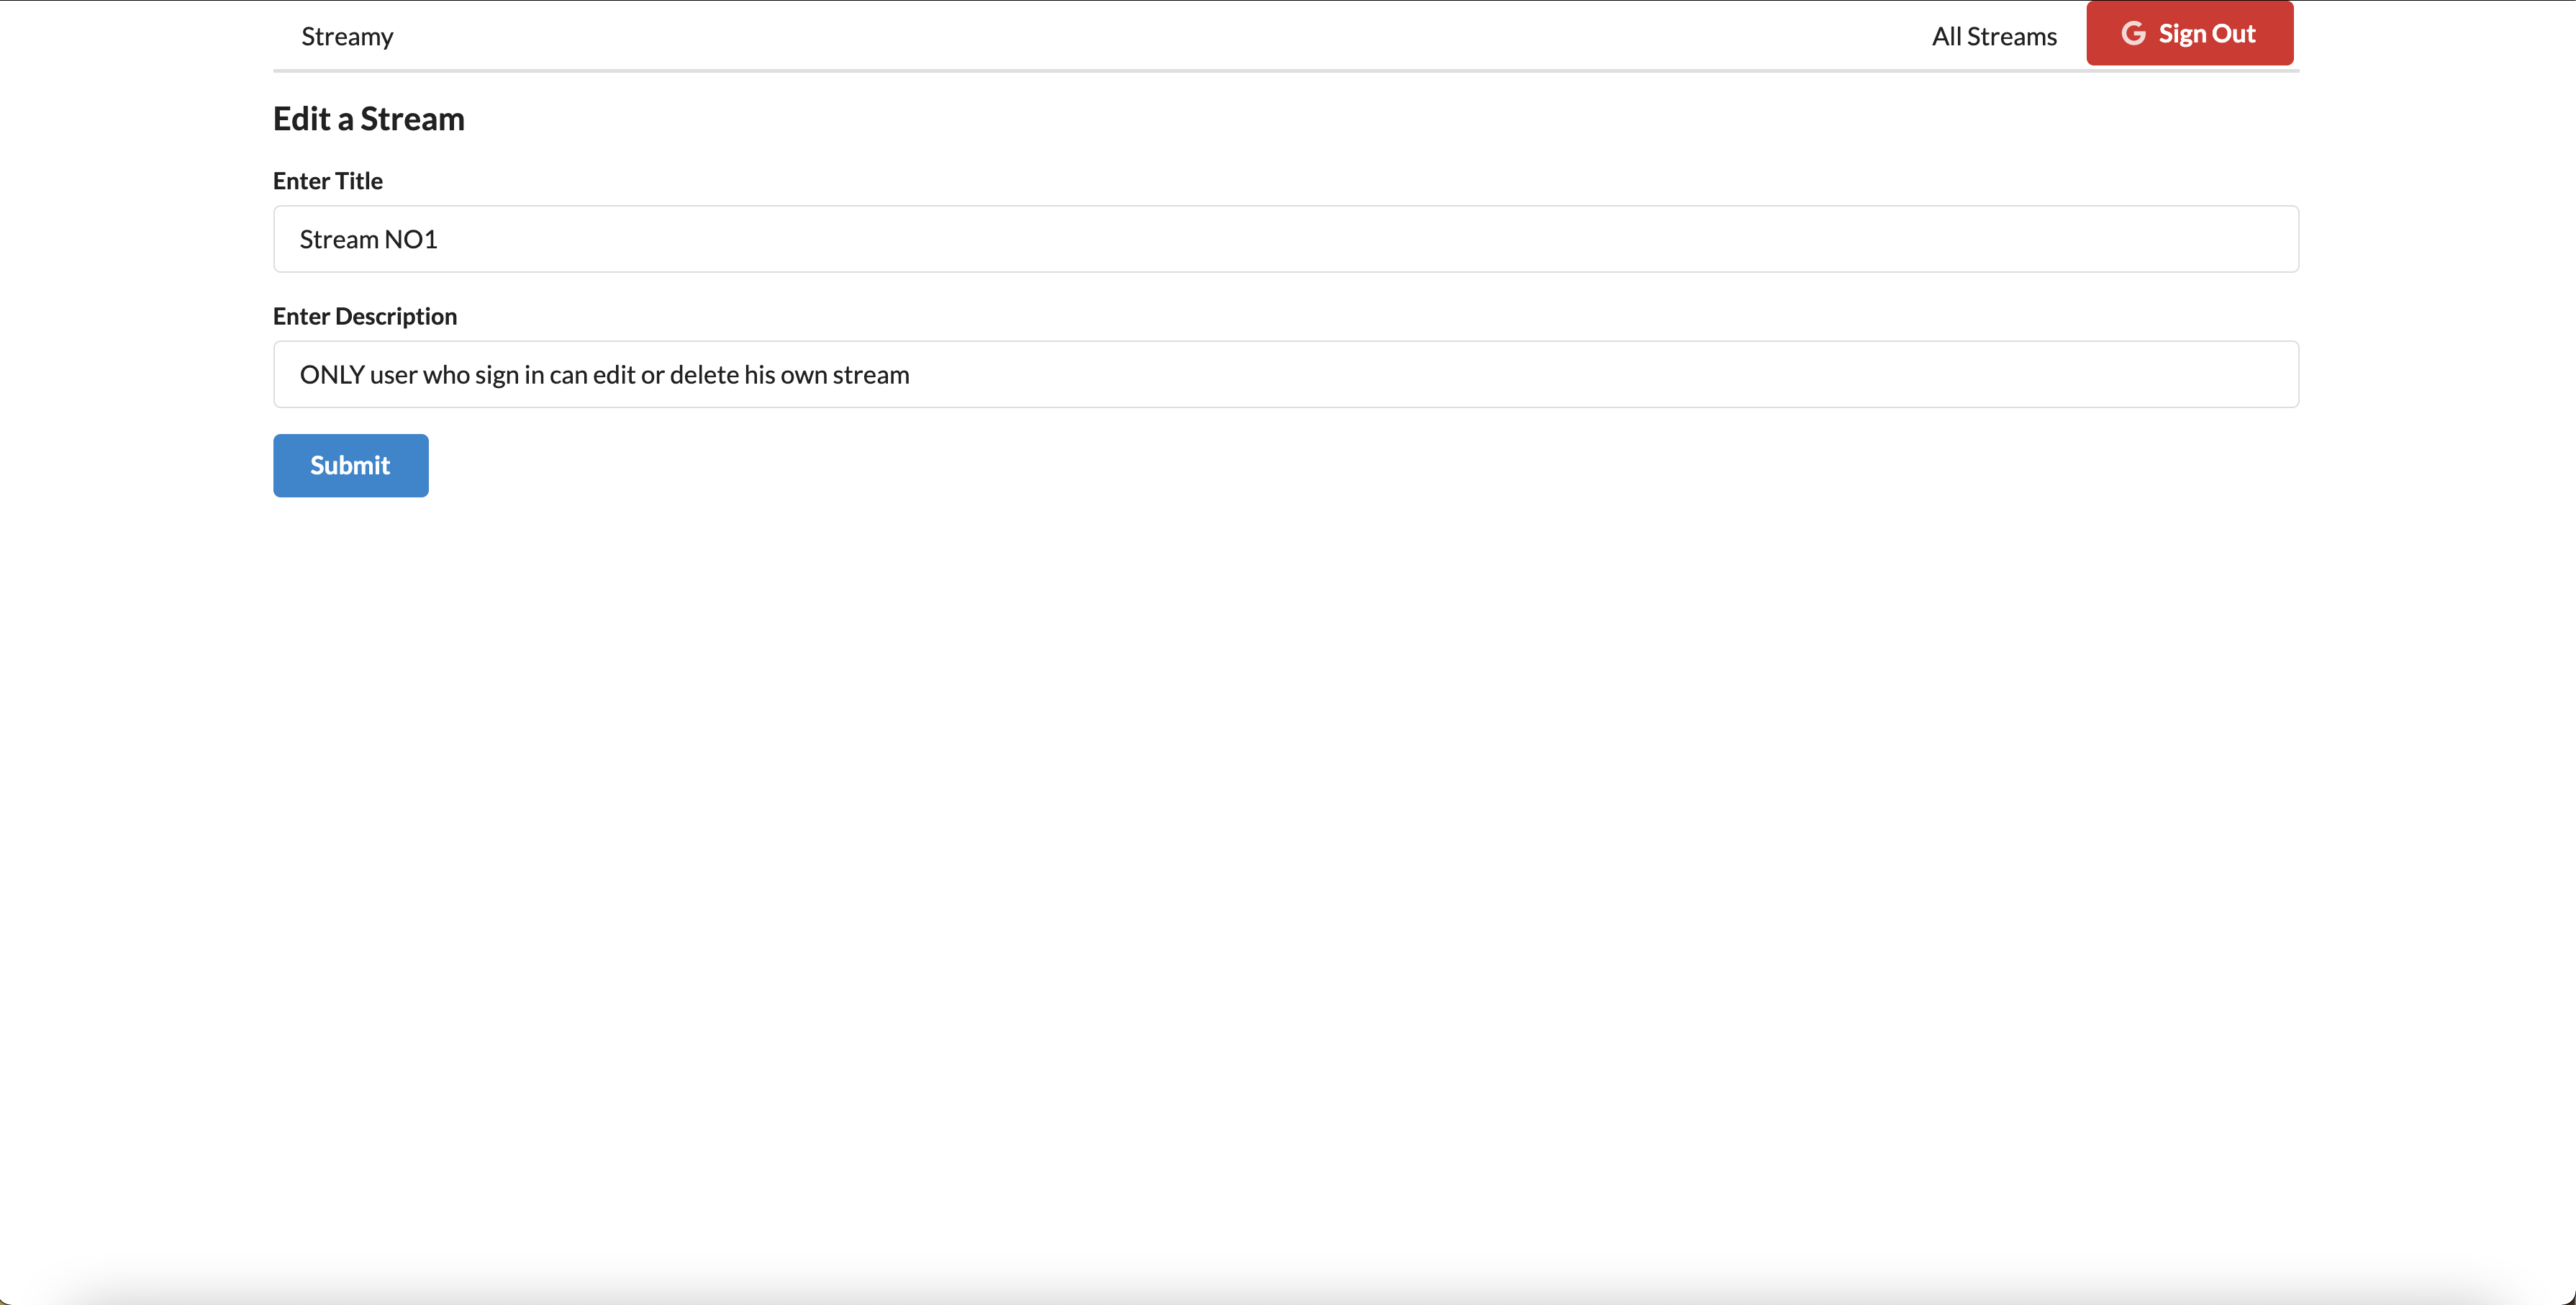 Streamy
All Streams
Sign Out
Edit a Stream
Enter Title
Stream NO1
Enter Description
ONLY user who sign in can edit or delete his own stream
Submit